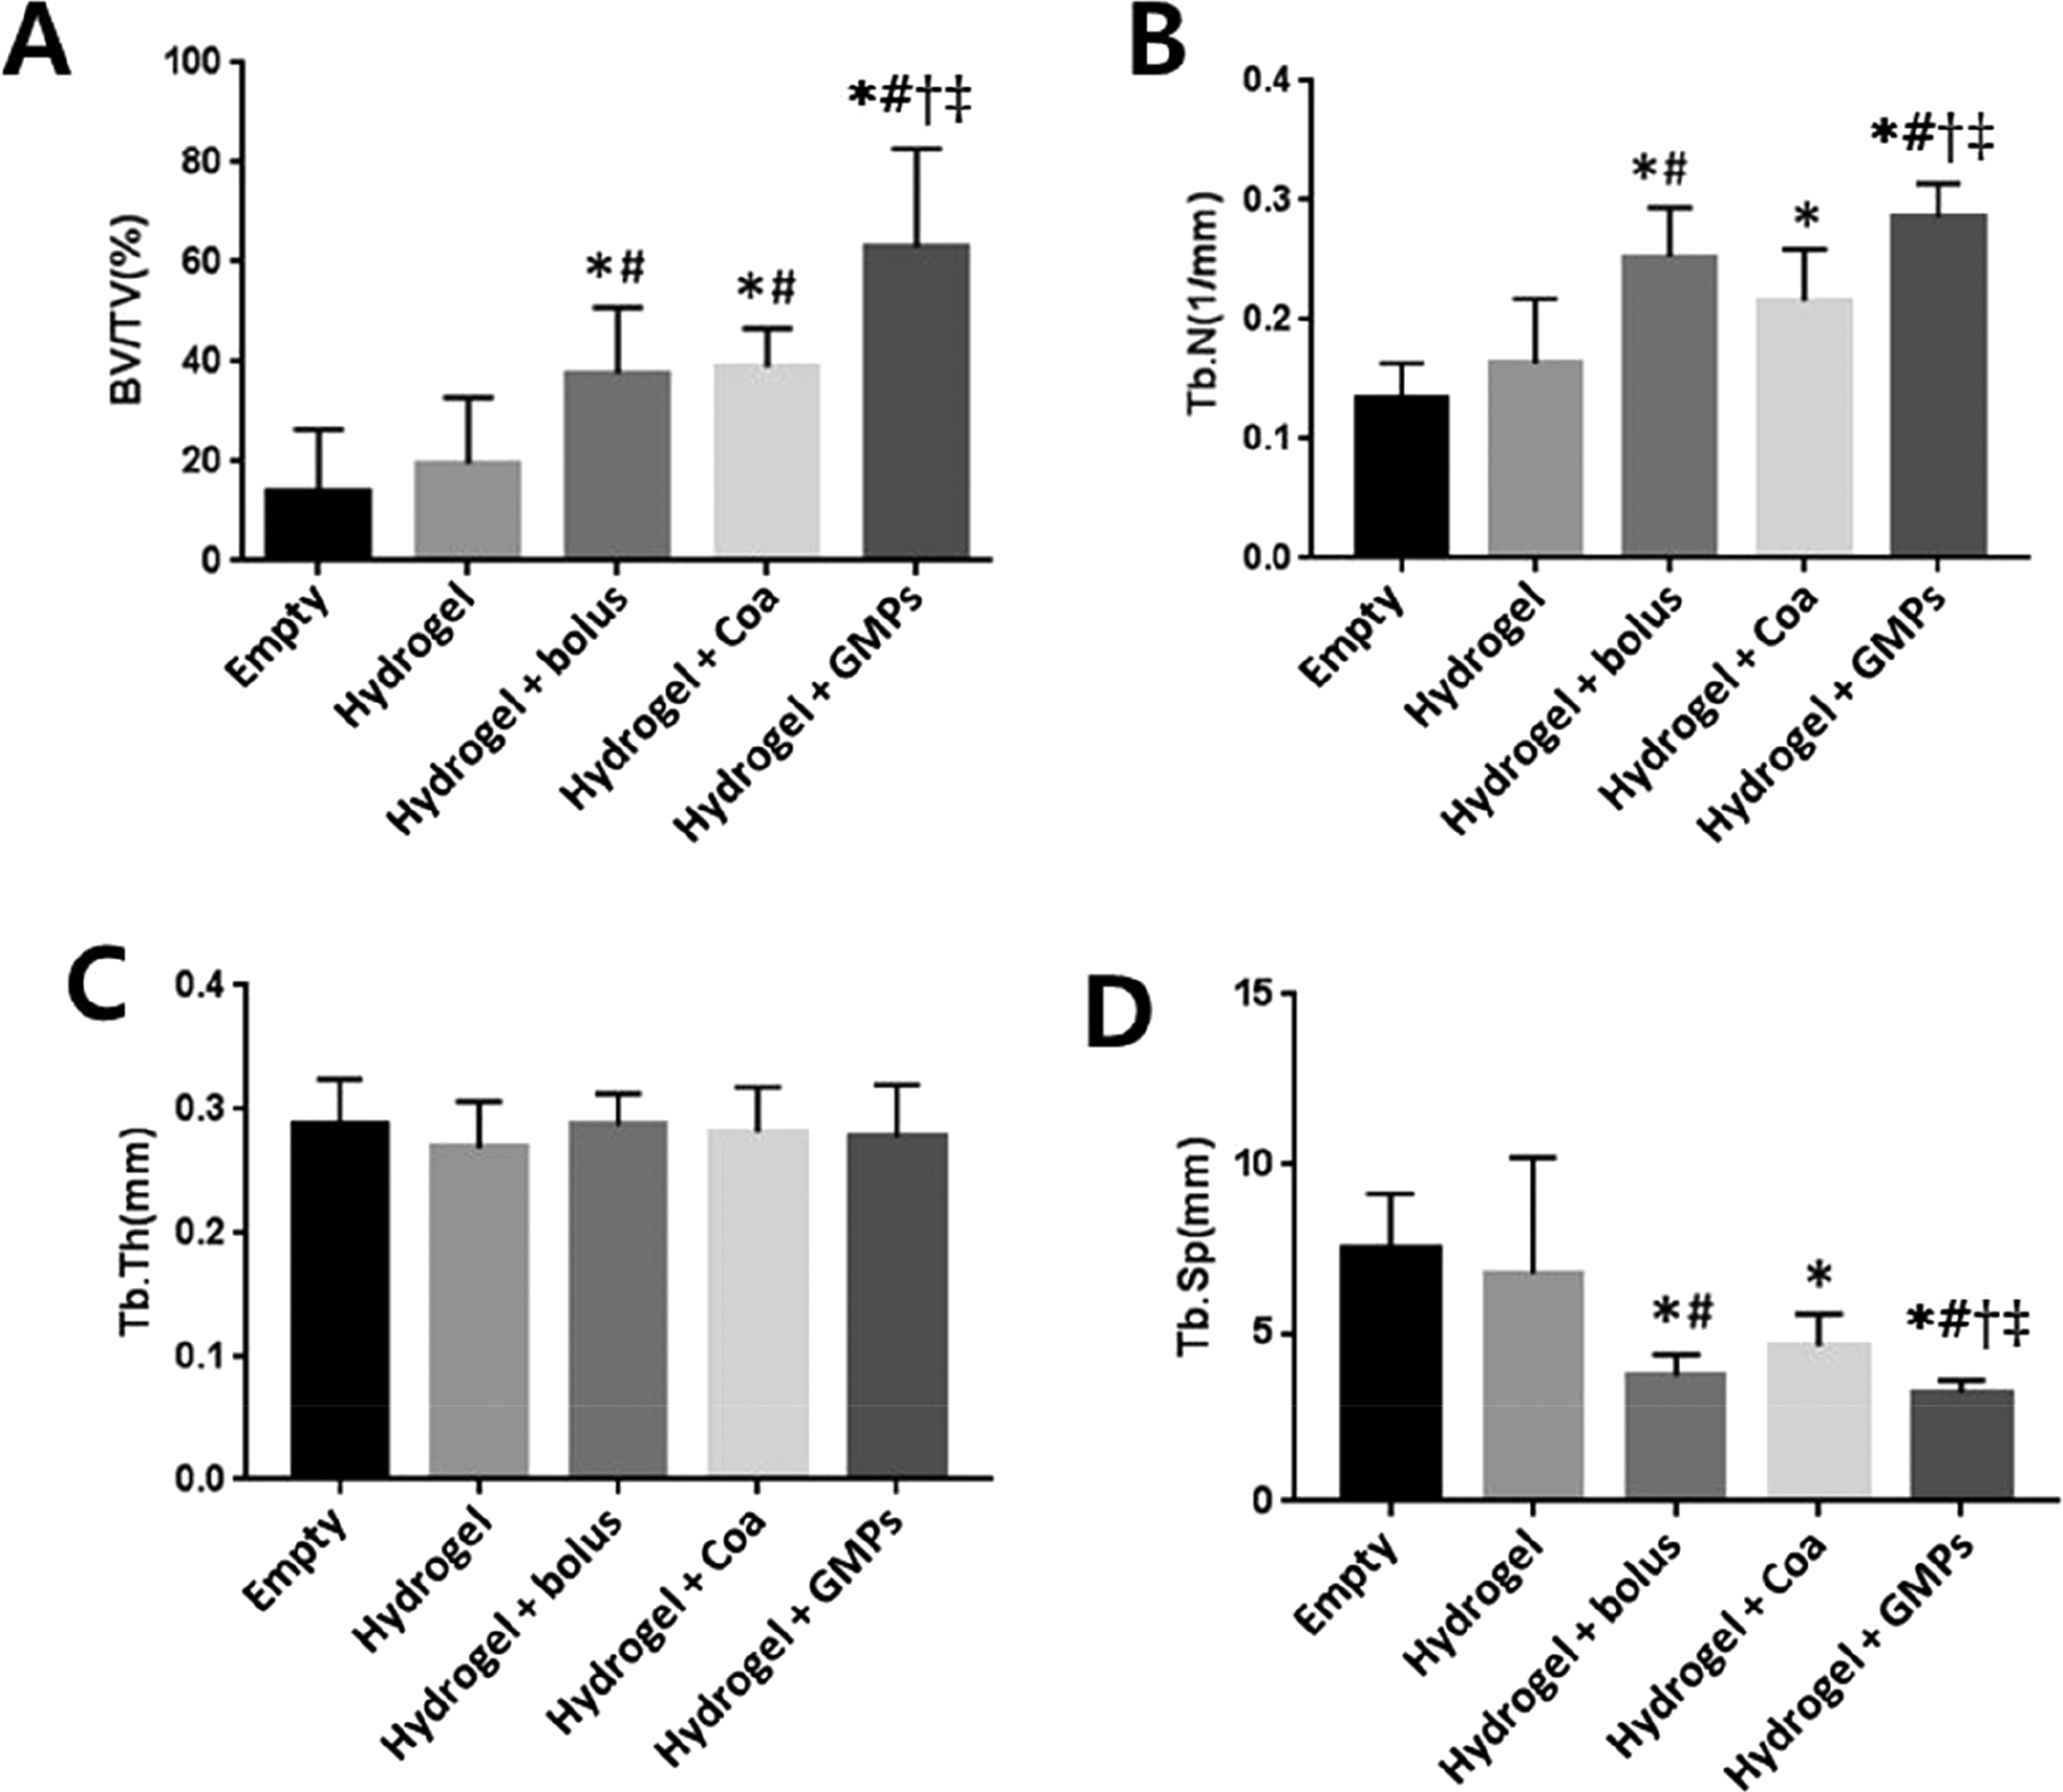 A
BV/TV(%)
100
80
60
40
20
0
*#
*#
*#†‡
Empty
Hydrogel
Hydrogel + bolus
Hydrogel + Coa
Hydrogel + GMPs
B
Tb.N(1/mm)
0.4
0.3
0.2
0.1
0.0
*#
*
*#†‡
Empty
Hydrogel
Hydrogel + bolus
Hydrogel + Coa
Hydrogel + GMPs
C
Tb.Th(mm)
0.4
0.3
0.2
0.1
0.0
Empty
Hydrogel
Hydrogel + bolus
Hydrogel + Coa
Hydrogel + GMPs
D
Tb.Sp(mm)
15
10
5
0
*#
*
*#†‡
Empty
Hydrogel
Hydrogel + bolus
Hydrogel + Coa
Hydrogel + GMPs